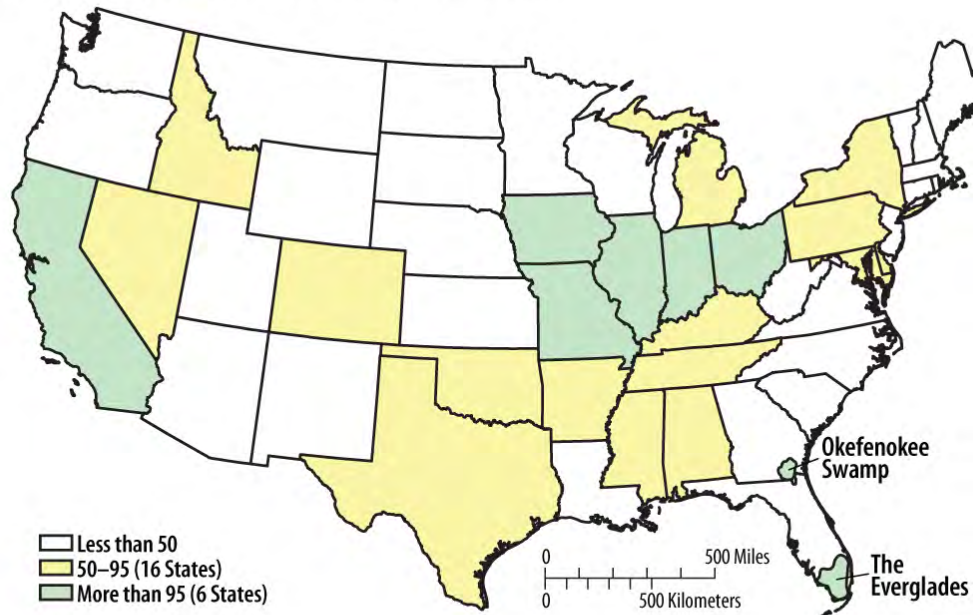 Okefenokee
Swamp
The
Everglades
Less than 50
50–95 (16 States)
More than 95 (6 States)
0 500 Miles
0 500 Kilometers